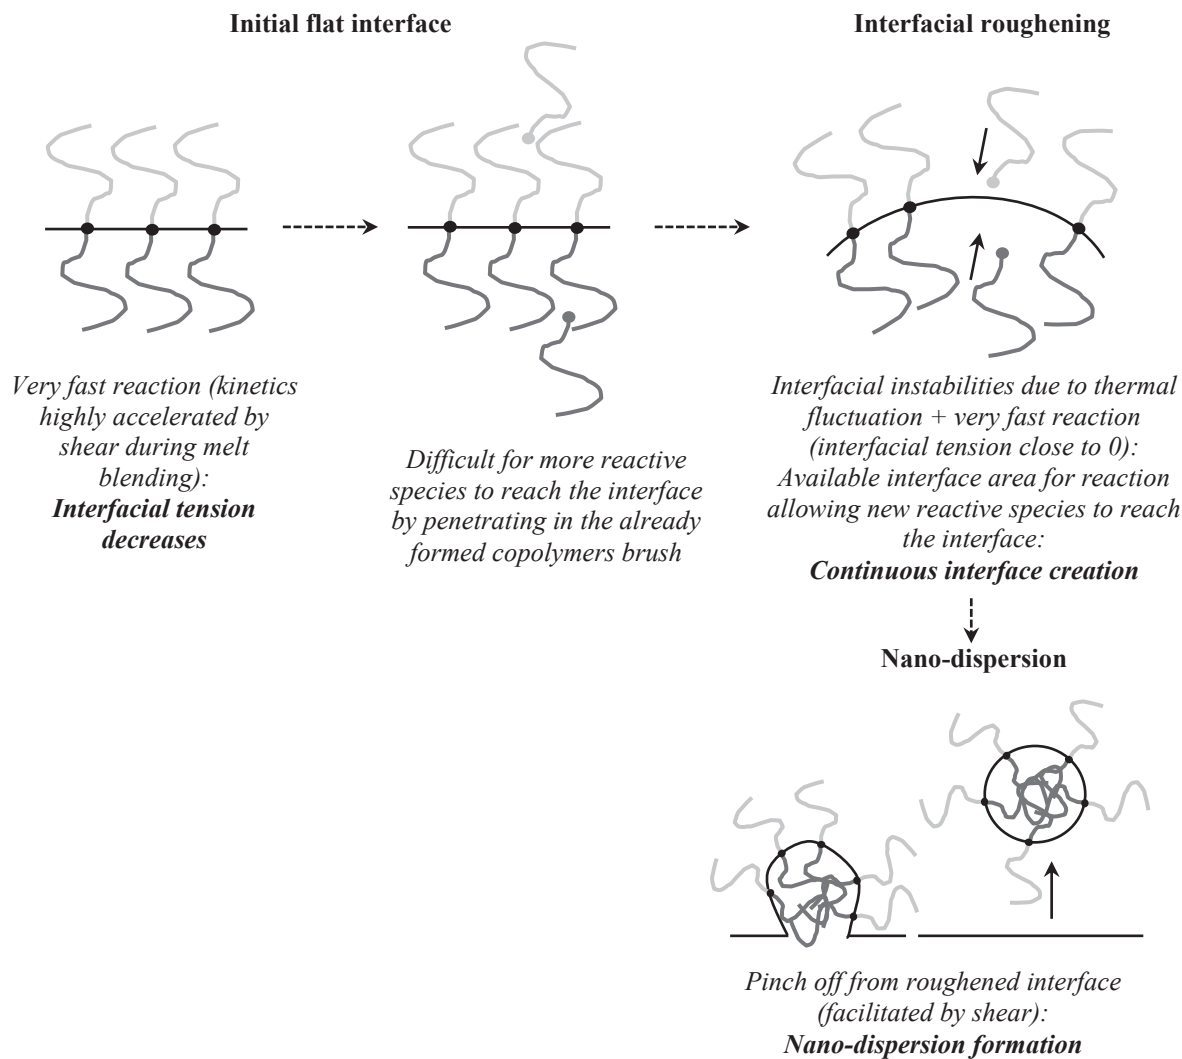 Initial flat interface
Interfacial roughening
Very fast reaction (kinetics
highly accelerated by
shear during melt
blending):
Interfacial tension
decreases
Difficult for more reactive
species to reach the interface
by penetrating in the already
formed copolymers brush
Interfacial instabilities due to thermal
fluctuation + very fast reaction
(interfacial tension close to 0):
Available interface area for reaction
allowing new reactive species to reach
the interface:
Continuous interface creation
Nano-dispersion
Pinch off from roughened interface
(facilitated by shear):
Nano-dispersion formation